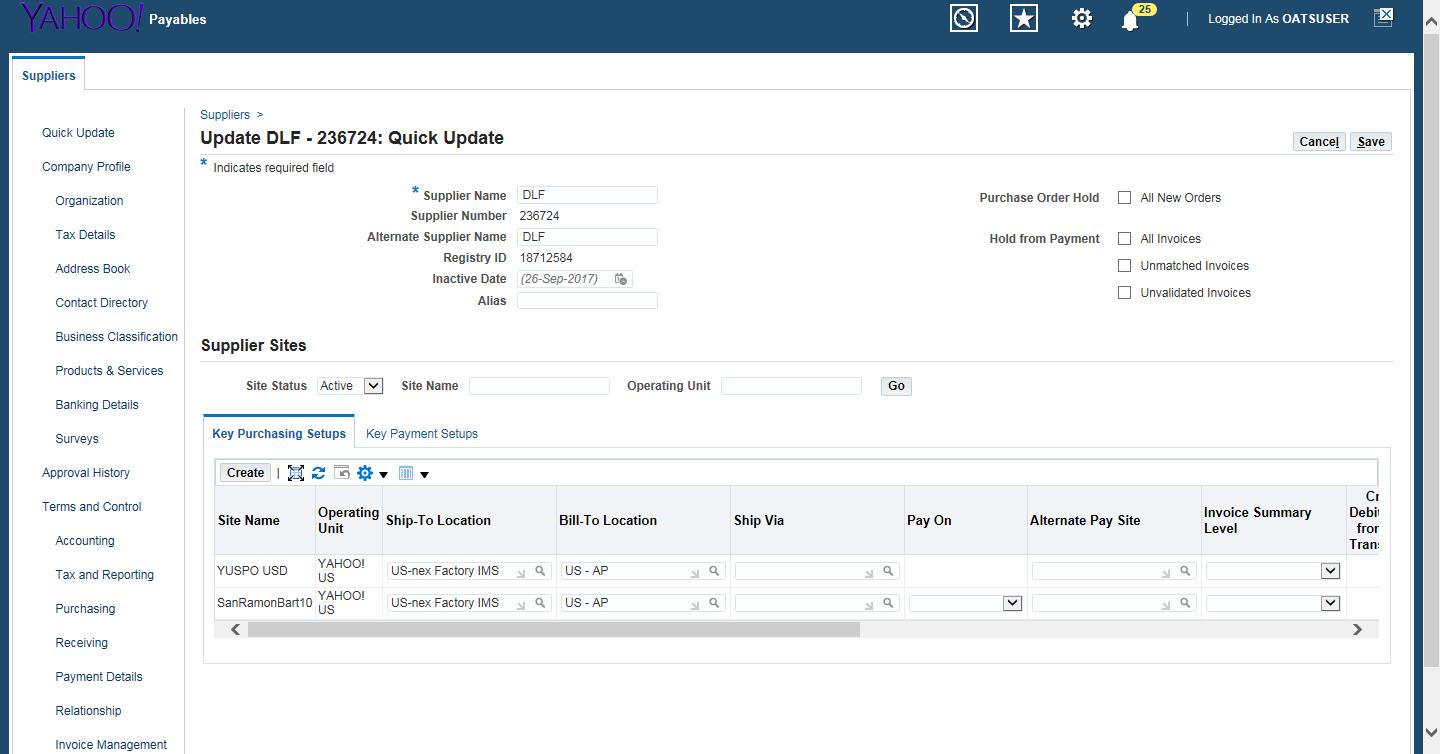 YAHOO! Payables
25
Logged In As OATSUSER
Suppliers
Quick Update
Company Profile
Organization
Tax Details
Address Book
Contact Directory
Business Classification
Products & Services
Banking Details
Surveys
Approval History
Terms and Control
Accounting
Tax and Reporting
Purchasing
Receiving
Payment Details
Relationship
Invoice Management
Suppliers >
Update DLF - 236724: Quick Update
Cancel Save
* Indicates required field
* Supplier Name DLF
Supplier Number 236724
Alternate Supplier Name DLF
Registry ID 18712584
Inactive Date (26-Sep-2017)
Alias
Purchase Order Hold All New Orders
Hold from Payment All Invoices
Unmatched Invoices
Unvalidated Invoices
Supplier Sites
Site Status Active Site Name Operating Unit Go
Key Purchasing Setups Key Payment Setups
Create |
Site Name
Operating
Unit
Ship-To Location
Bill-To Location
Ship Via
Pay On
Alternate Pay Site
Invoice Summary
Level
Cr
Debit
fron
Trans
YUSPO USD
YAHOO!
US
US-nex Factory IMS
US - AP
SanRamonBart10
YAHOO!
US
US-nex Factory IMS
US - AP